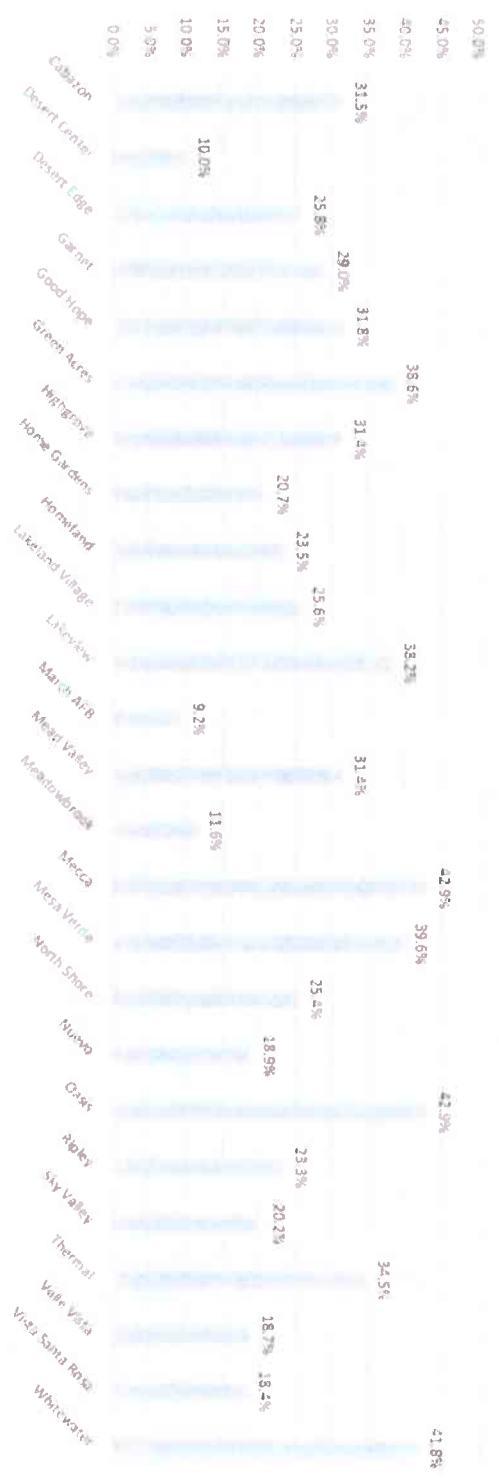 50.0%
45.0%
40.0%
35.0%
30.0%
25.0%
20.0%
15.0%
10.0%
5.0%
0.0%
31.5%
10.0%
25.8%
29.0%
31.8%
38.6%
31.4%
20.7%
23.5%
25.6%
38.2%
9.2%
31.4%
11.6%
42.9%
39.6%
25.4%
18.9%
42.9%
23.3%
20.2%
34.5%
18.7%
18.4%
41.8%
Cabazon
Desert Center
Desert Edge
Garnet
Good Hope
Green Acres
Highgrove
Home Gardens
Homeland
Lakeland Village
Lakeview
March AFB
Mead Valley
Meadowbrook
Mecca
Mesa Verde
North Shore
Nuevo
Oasis
Ripley
Sky Valley
Thermal
Valle Vista
Vista Santa Rosa
Whitewater